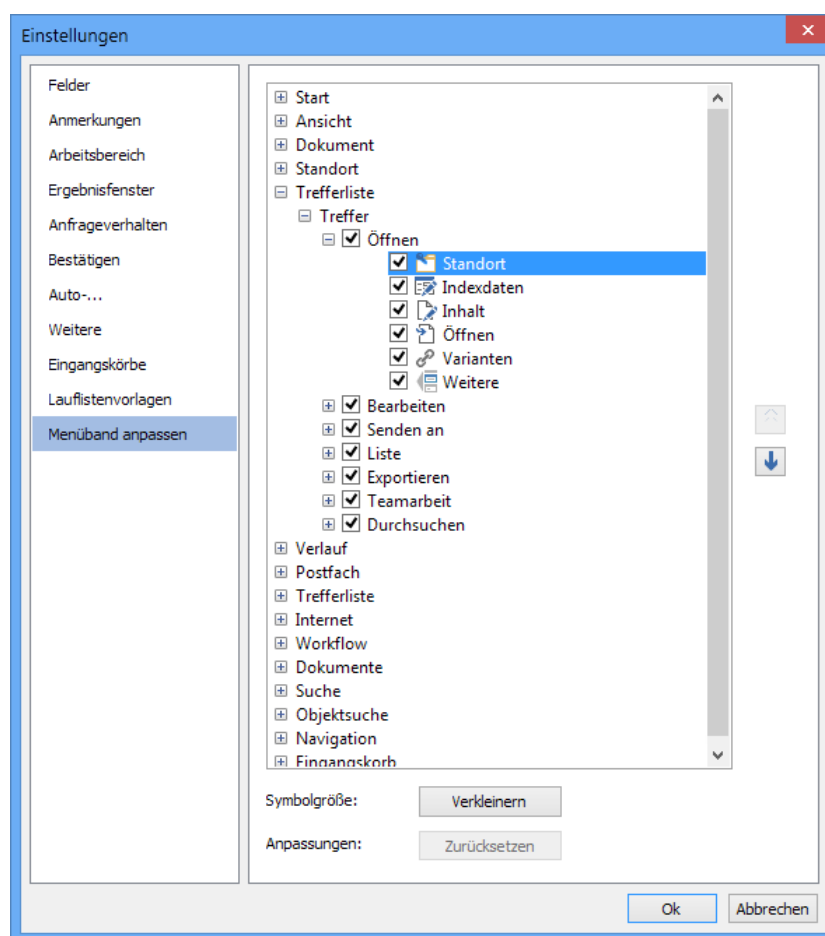 Einstellungen
Felder
Anmerkungen
Arbeitsbereich
Ergebnisfenster
Anfrageverhalten
Bestätigen
Auto-...
Weitere
Eingangskörbe
Lauflistenvorlagen
Menüband anpassen
Start
Ansicht
Dokument
Standort
Trefferliste
Treffer
Öffnen
Standort
Indexdaten
Inhalt
Öffnen
Varianten
Weitere
Bearbeiten
Senden an
Liste
Exportieren
Teamarbeit
Durchsuchen
Verlauf
Postfach
Trefferliste
Internet
Workflow
Dokumente
Suche
Objektsuche
Navigation
Eingangskorb
Symbolgröße: Verkleinern
Anpassungen: Zurücksetzen
Ok Abbrechen